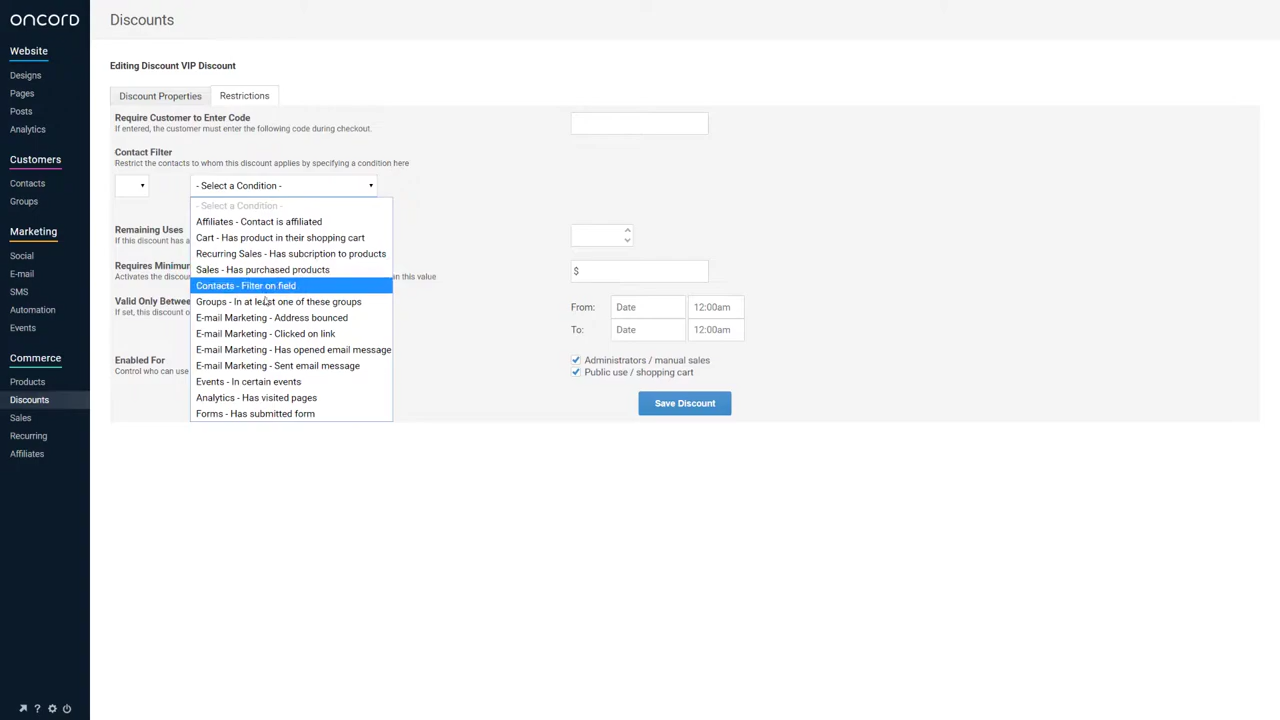 oncord
Discounts
Website
Designs
Pages
Posts
Analytics
Customers
Contacts
Groups
Marketing
Social
E-mail
SMS
Automation
Events
Commerce
Products
Discounts
Sales
Recurring
Affiliates
?
Editing Discount VIP Discount
Discount Properties
Restrictions
Require Customer to Enter Code
If entered, the customer must enter the following code during checkout.
Contact Filter
Restrict the contacts to whom this discount applies by specifying a condition here
- Select a Condition -
- Select a Condition -
Affiliates - Contact is affiliated
Cart - Has product in their shopping cart
Recurring Sales - Has subcription to products
Sales - Has purchased products
Contacts - Filter on field
Groups - In at least one of these groups
E-mail Marketing - Address bounced
E-mail Marketing - Clicked on link
E-mail Marketing - Has opened email message
E-mail Marketing - Sent email message
Events - In certain events
Analytics - Has visited pages
Forms - Has submitted form
Remaining Uses
If this discount has a
Requires Minimu
Activates the discou an this value
$
Valid Only Betwee
If set, this discount o
From: Date 12:00am
To: Date 12:00am
Enabled For
Control who can use
Administrators / manual sales
Public use / shopping cart
Save Discount